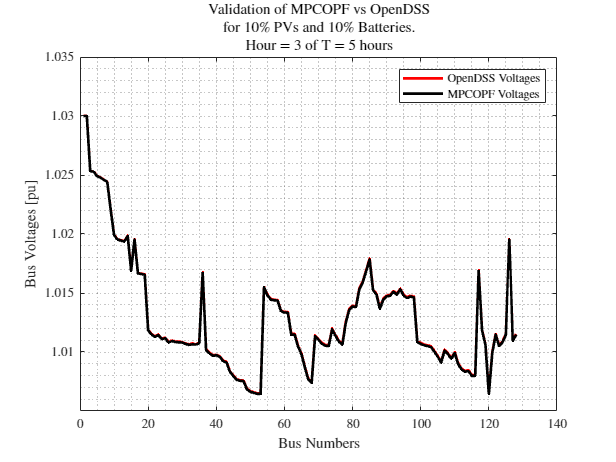 Validation of MPCOPF vs OpenDSS
for 10% PVs and 10% Batteries.
Hour = 3 of T = 5 hours
1.035
OpenDSS Voltages
MPCOPF Voltages
1.03
1.025
1.02
1.015
1.01
Bus Voltages [pu]
0 20 40 60 80 100 120 140
Bus Numbers